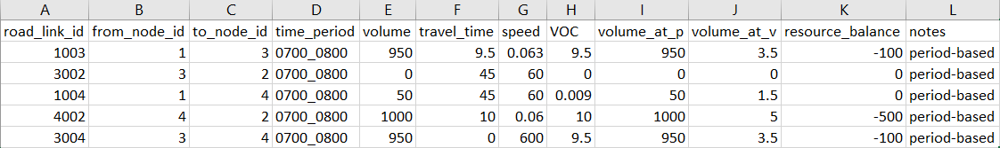 A B C D E F G H I J K L
road_link_id from_node_id to_node_id time_period volume travel_time speed VOC volume_at_p volume_at_v resource_balance notes
1003 1 3 0700_0800 950 9.5 0.063 9.5 950 3.5 -100 period-based
3002 3 2 0700_0800 0 45 60 0 0 0 0 period-based
1004 1 4 0700_0800 50 45 60 0.009 50 1.5 0 period-based
4002 4 2 0700_0800 1000 10 0.06 10 1000 5 -500 period-based
3004 3 4 0700_0800 950 0 600 9.5 950 3.5 -100 period-based